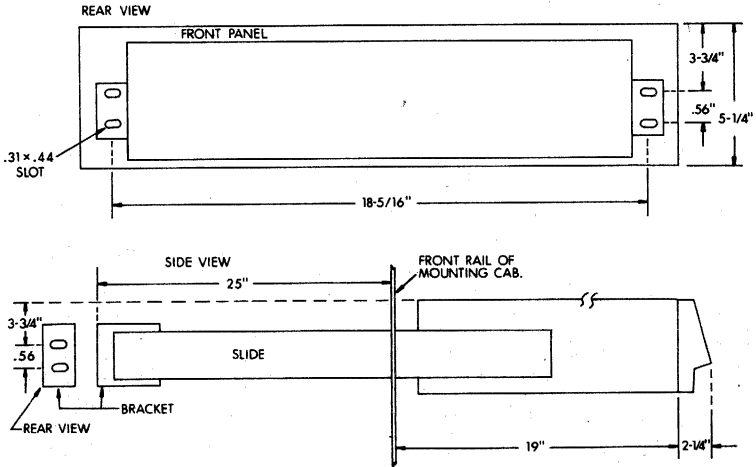 REAR VIEW
FRONT PANEL
3-3/4"
.56"
5-1/4"
.31 × .44
SLOT
18-5/16"
SIDE VIEW
FRONT RAIL OF
MOUNTING CAB.
25"
3-3/4"
.56
SLIDE
BRACKET
REAR VIEW
19"
2-1/4"